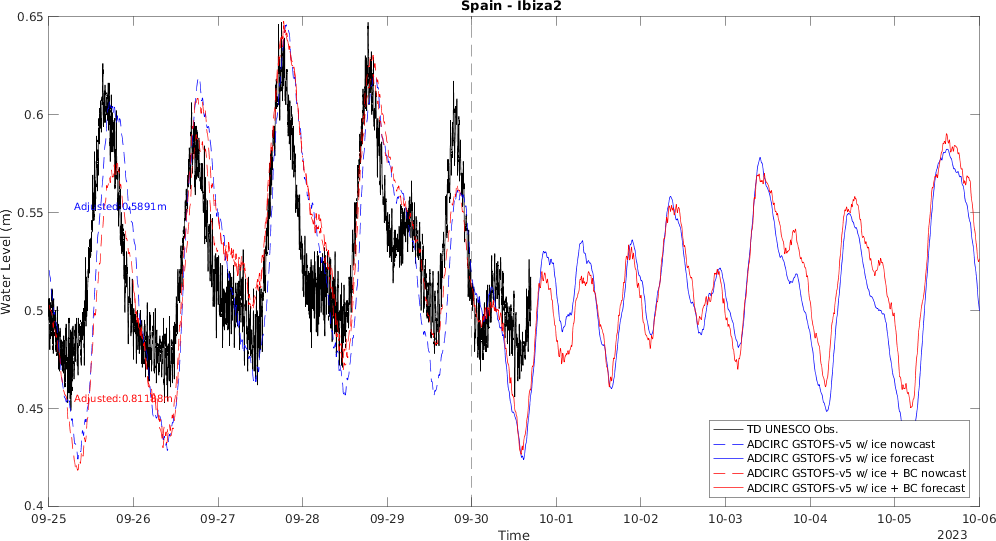 Spain - Ibiza2
Water Level (m)
0.65
0.6
0.55
0.5
0.45
0.4
Adjusted:0.5891m
TD UNESCO Obs.
ADCIRC GSTOFS-v5 w/ ice nowcast
ADCIRC GSTOFS-v5 w/ ice forecast
ADCIRC GSTOFS-v5 w/ ice + BC nowcast
ADCIRC GSTOFS-v5 w/ ice + BC forecast
09-25 09-26 09-27 09-28 09-29 09-30 10-01 10-02 10-03 10-04 10-05 10-06
Time
2023